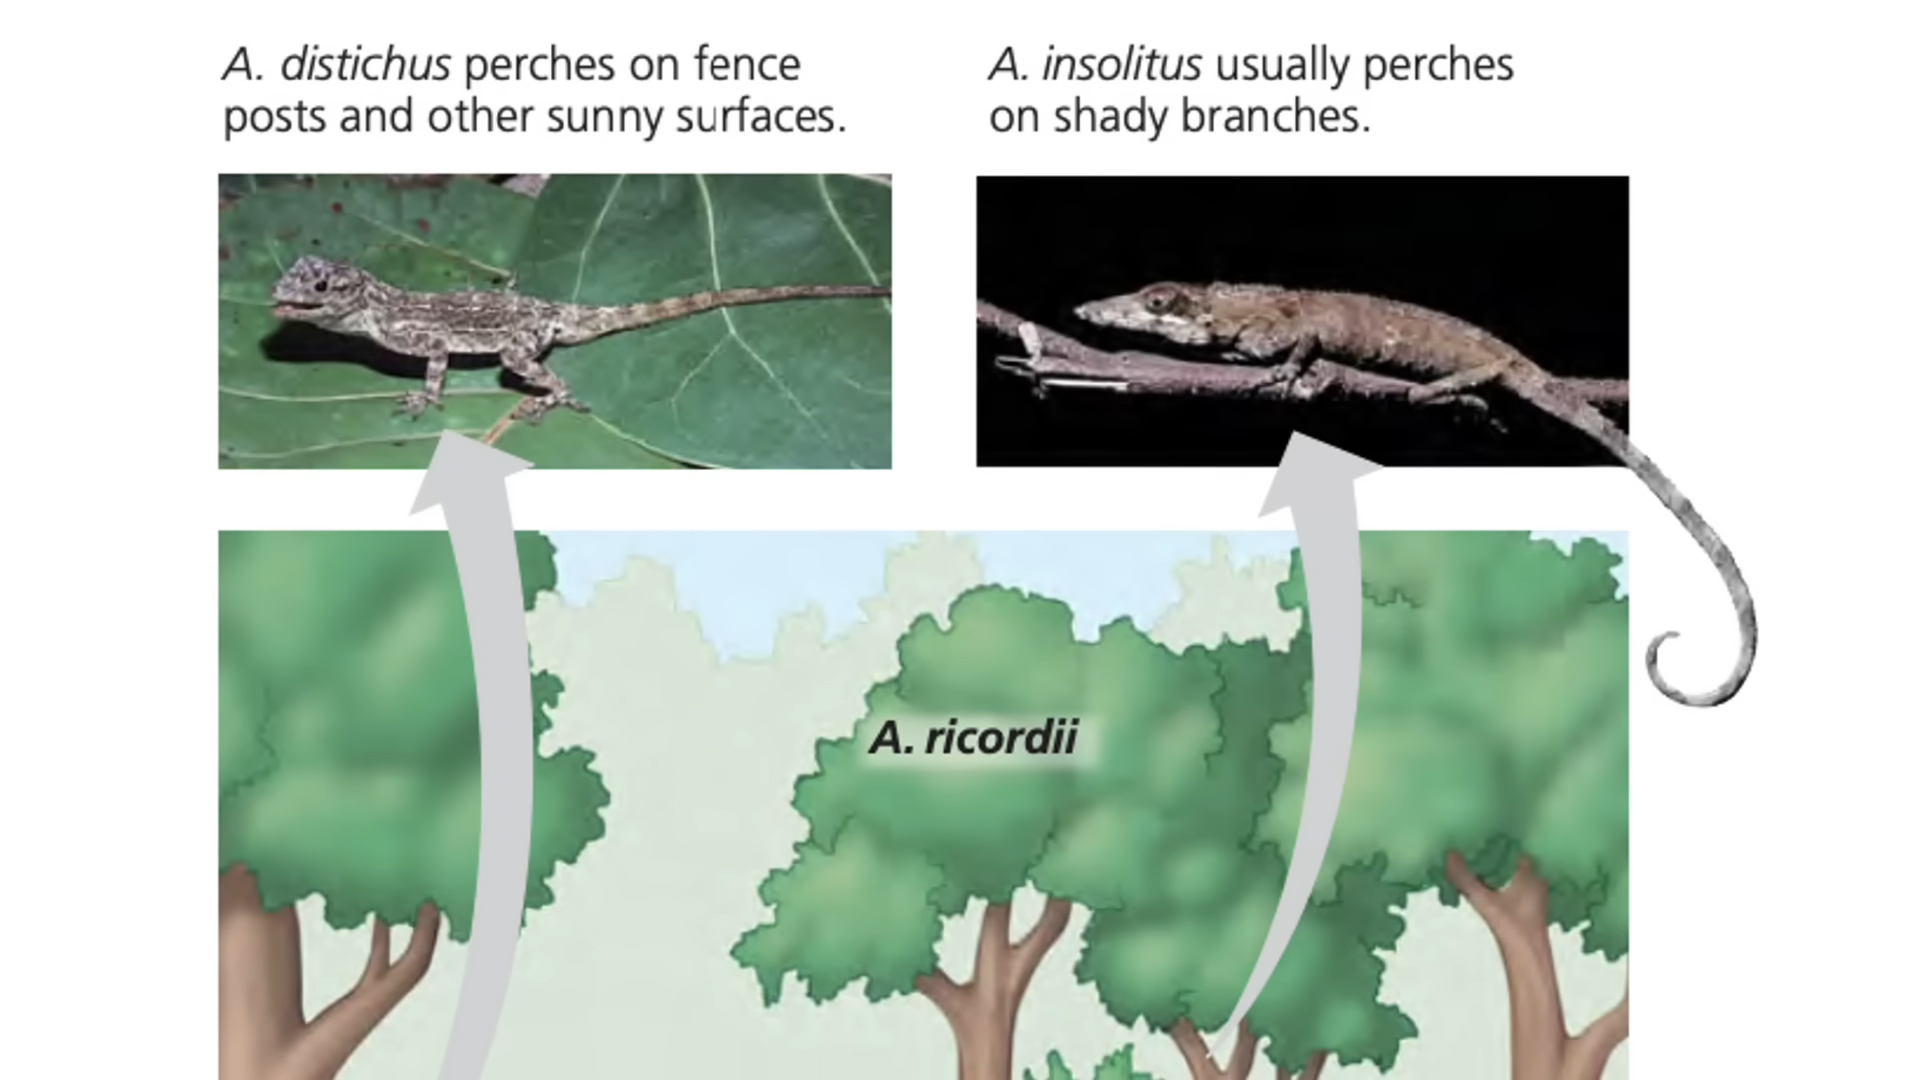 A. distichus perches on fence
posts and other sunny surfaces.
A. insolitus usually perches
on shady branches.
A. ricordii